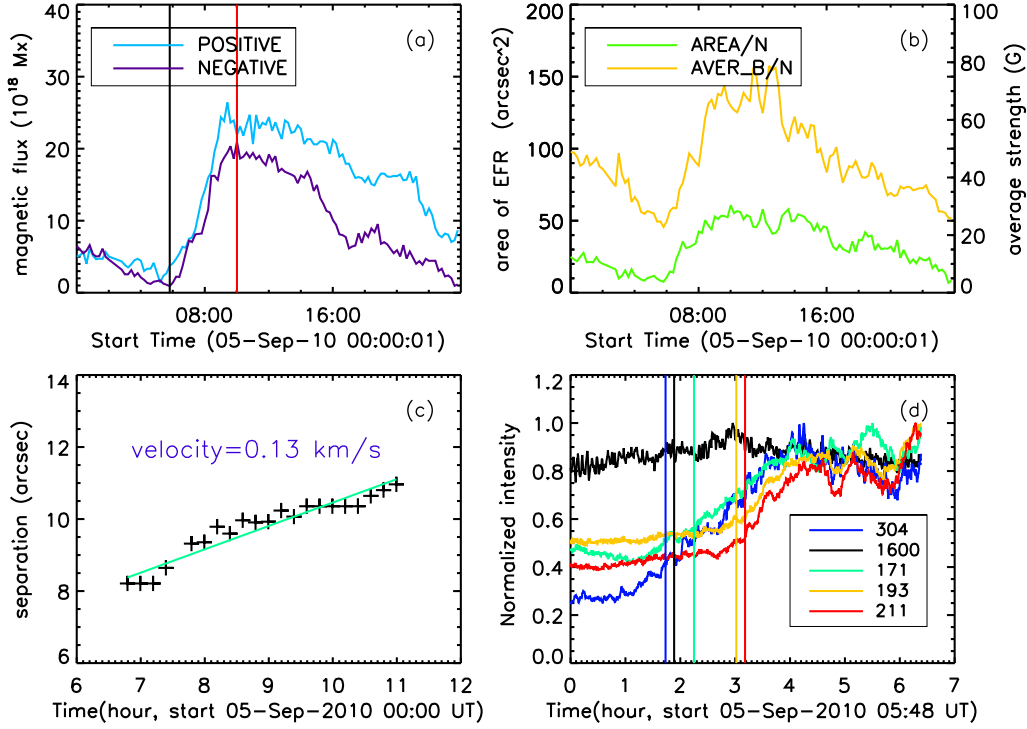 (a)
POSITIVE
NEGATIVE
magnetic flux (10^18 Mx)
0
10
20
30
40
08:00
16:00
Start Time (05-Sep-10 00:00:01)
(b)
AREA/N
AVER_B/N
area of EFR (arcsec^2)
0
50
100
150
200
average strength (G)
0
20
40
60
80
100
08:00
16:00
Start Time (05-Sep-10 00:00:01)
(c)
velocity=0.13 km/s
separation (arcsec)
6
8
10
12
14
5 6 7 8 9 10 11 12
Time(hour, start 05-Sep-2010 00:00 UT)
(d)
304
1600
171
193
211
Normalized intensity
0.0
0.2
0.4
0.6
0.8
1.0
1.2
0 1 2 3 4 5 6 7
Time(hour, start 05-Sep-2010 05:48 UT)